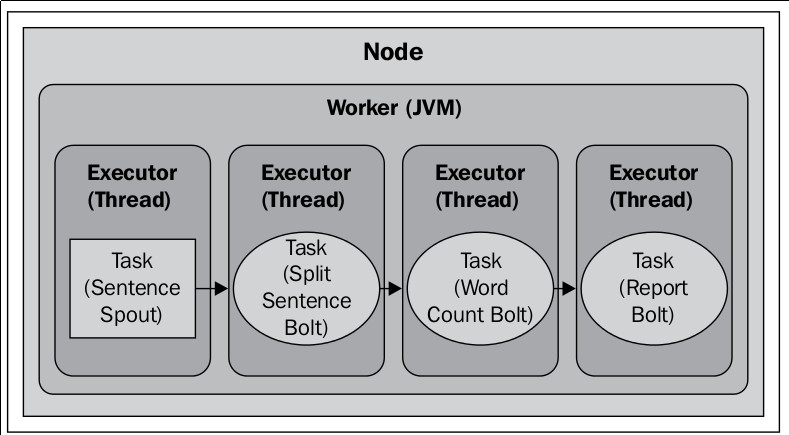 Node
Worker (JVM)
Executor
(Thread)
Task
(Sentence
Spout)
Executor
(Thread)
Task
(Split
Sentence
Bolt)
Executor
(Thread)
Task
(Word
Count Bolt)
Executor
(Thread)
Task
(Report
Bolt)